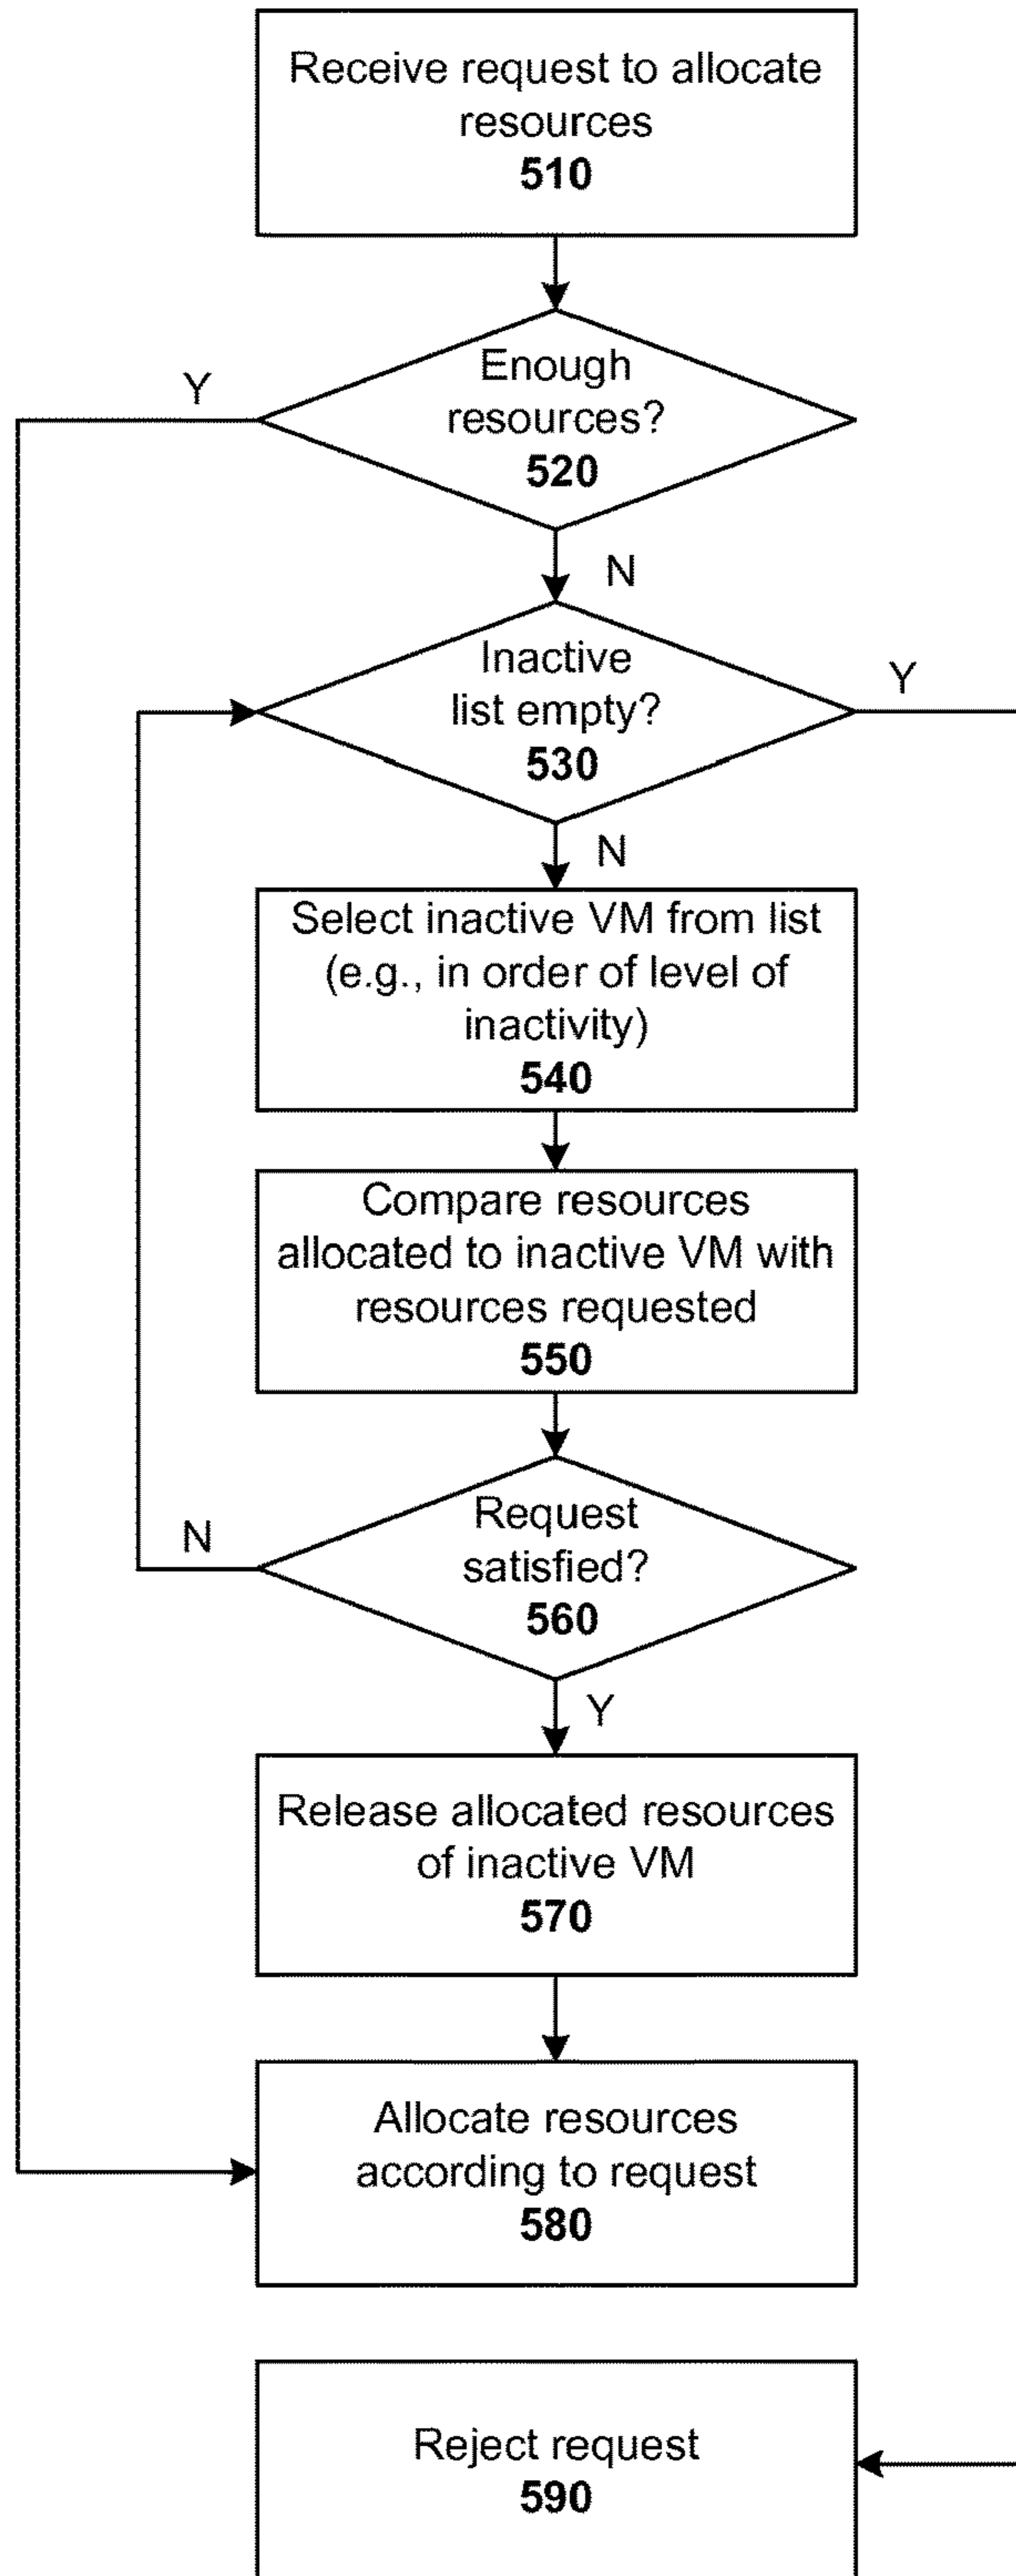 Receive request to allocate
resources
510
Enough
resources?
520
Y
N
Inactive
list empty?
530
Y
N
Select inactive VM from list
(e.g., in order of level of
inactivity)
540
Compare resources
allocated to inactive VM with
resources requested
550
Request
satisfied?
560
N
Y
Release allocated resources
of inactive VM
570
Allocate resources
according to request
580
Reject request
590